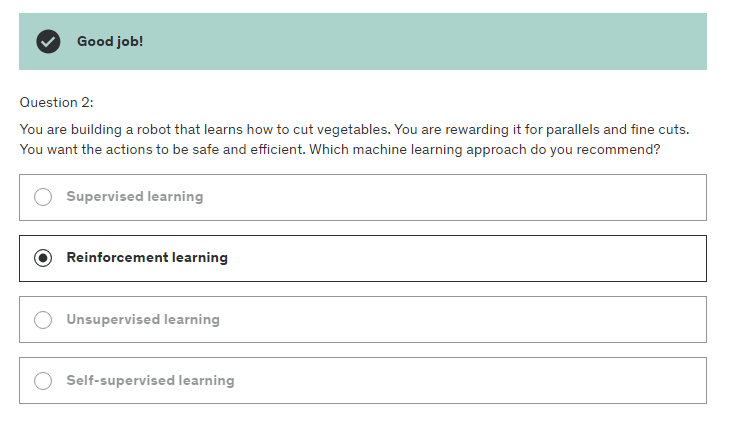 Good job!
Question 2:
You are building a robot that learns how to cut vegetables. You are rewarding it for parallels and fine cuts.
You want the actions to be safe and efficient. Which machine learning approach do you recommend?
Supervised learning
Reinforcement learning
Unsupervised learning
Self-supervised learning